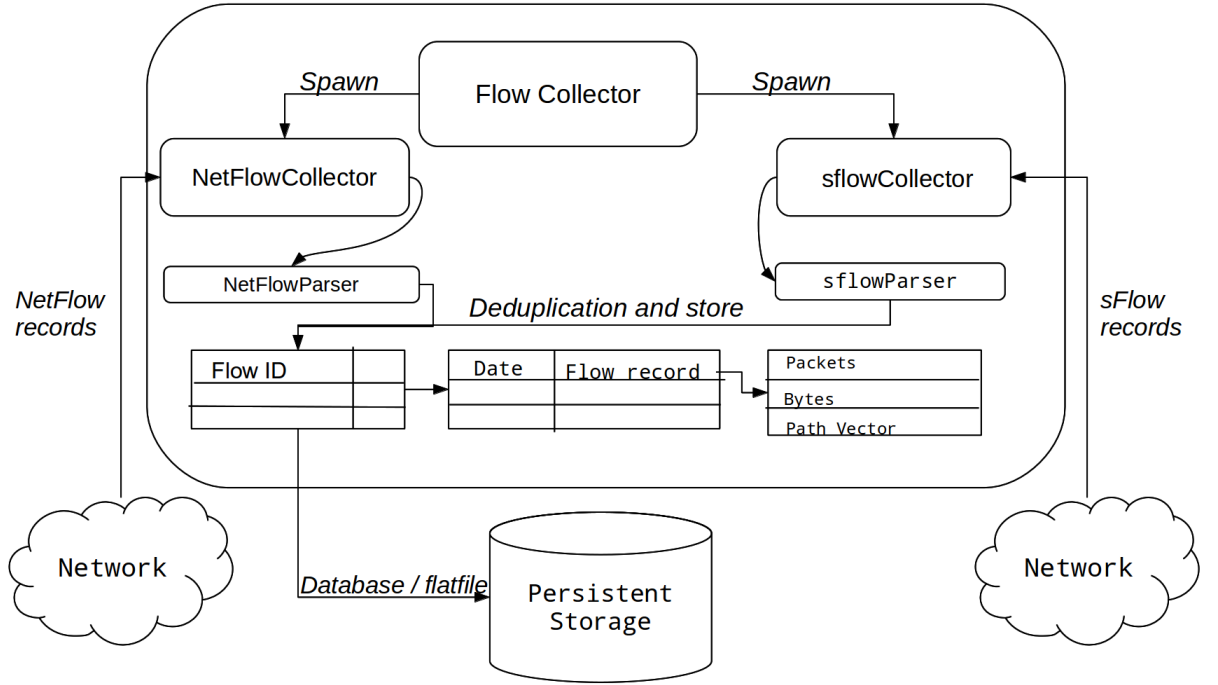 Flow Collector
Spawn
Spawn
NetFlowCollector
sflowCollector
NetFlowParser
sflowParser
NetFlow
records
Deduplication and store
sFlow
records
Flow ID
Date
Flow record
Packets
Bytes
Path Vector
Network
Database / flatfile
Persistent
Storage
Network